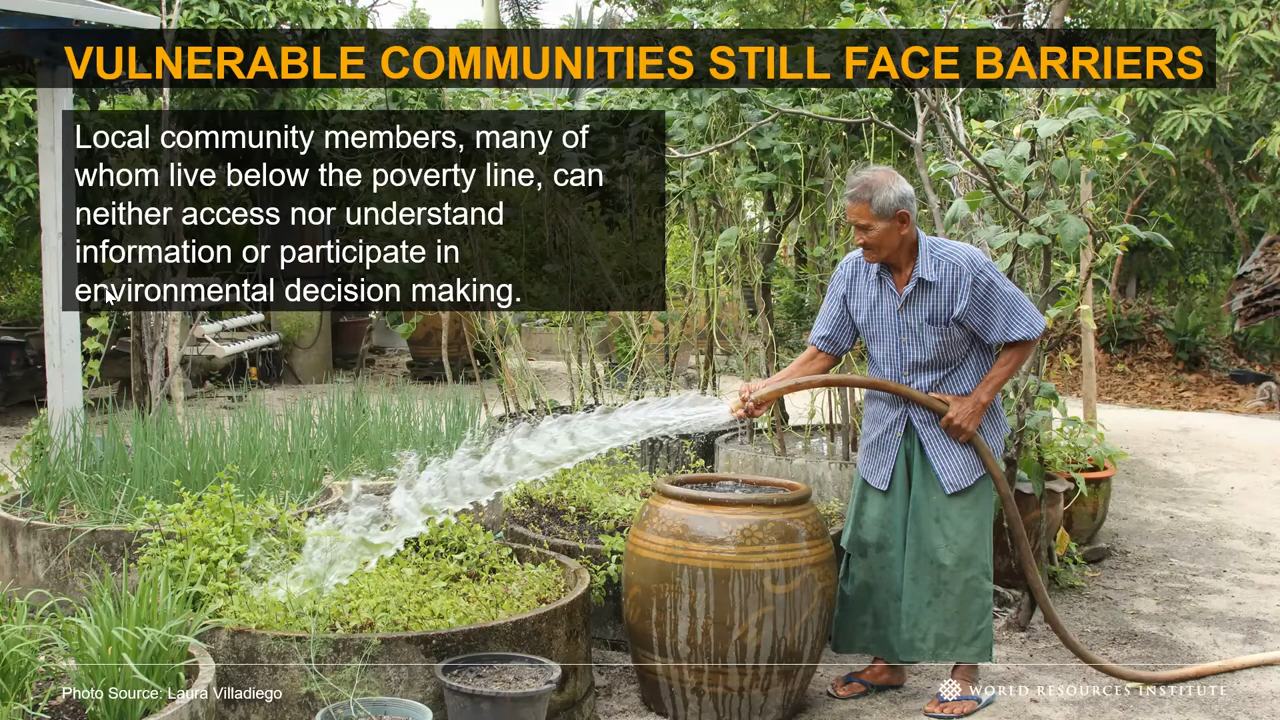 VULNERABLE COMMUNITIES STILL FACE BARRIERS
Local community members, many of
whom live below the poverty line, can
neither access nor understand
information or participate in
environmental decision making.
Photo Source: Laura Villadiego
WORLD RESOURCES INSTITUTE